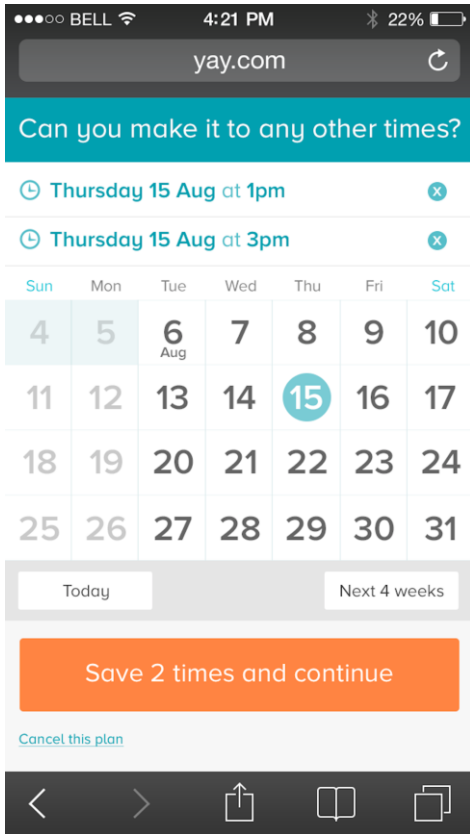 BELL 4:21 PM 22%
yay.com
Can you make it to any other times?
Thursday 15 Aug at 1pm x
Thursday 15 Aug at 3pm x
Sun Mon Tue Wed Thu Fri Sat
4 5 6 7 8 9 10
Aug
11 12 13 14 15 16 17
18 19 20 21 22 23 24
25 26 27 28 29 30 31
Today Next 4 weeks
Save 2 times and continue
Cancel this plan